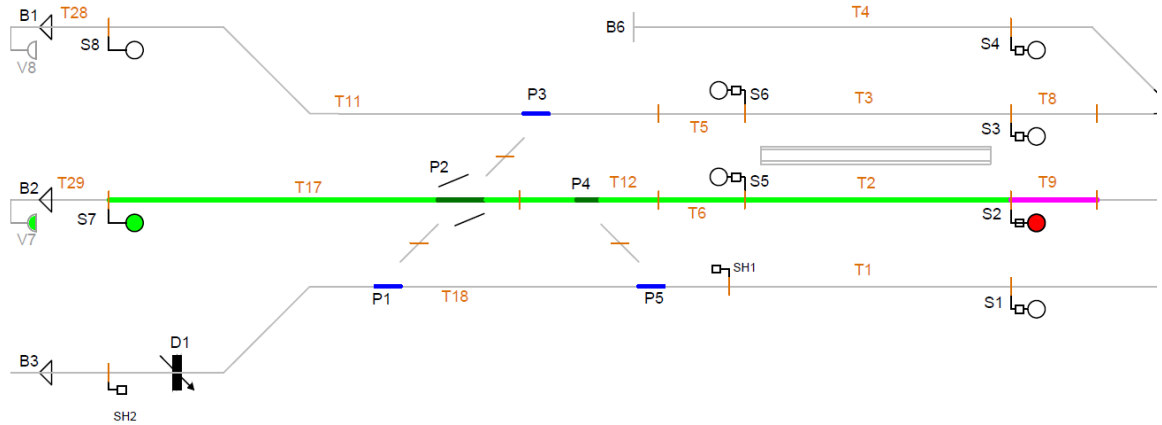 B1
T28
S8
V8
B6
T4
S4
T11
P3
S6
T5
T3
S3
T8
B2
T29
S7
V7
T17
P2
P4
T12
S5
T6
T2
S2
T9
P1
T18
P5
SH1
T1
S1
B3
D1
SH2